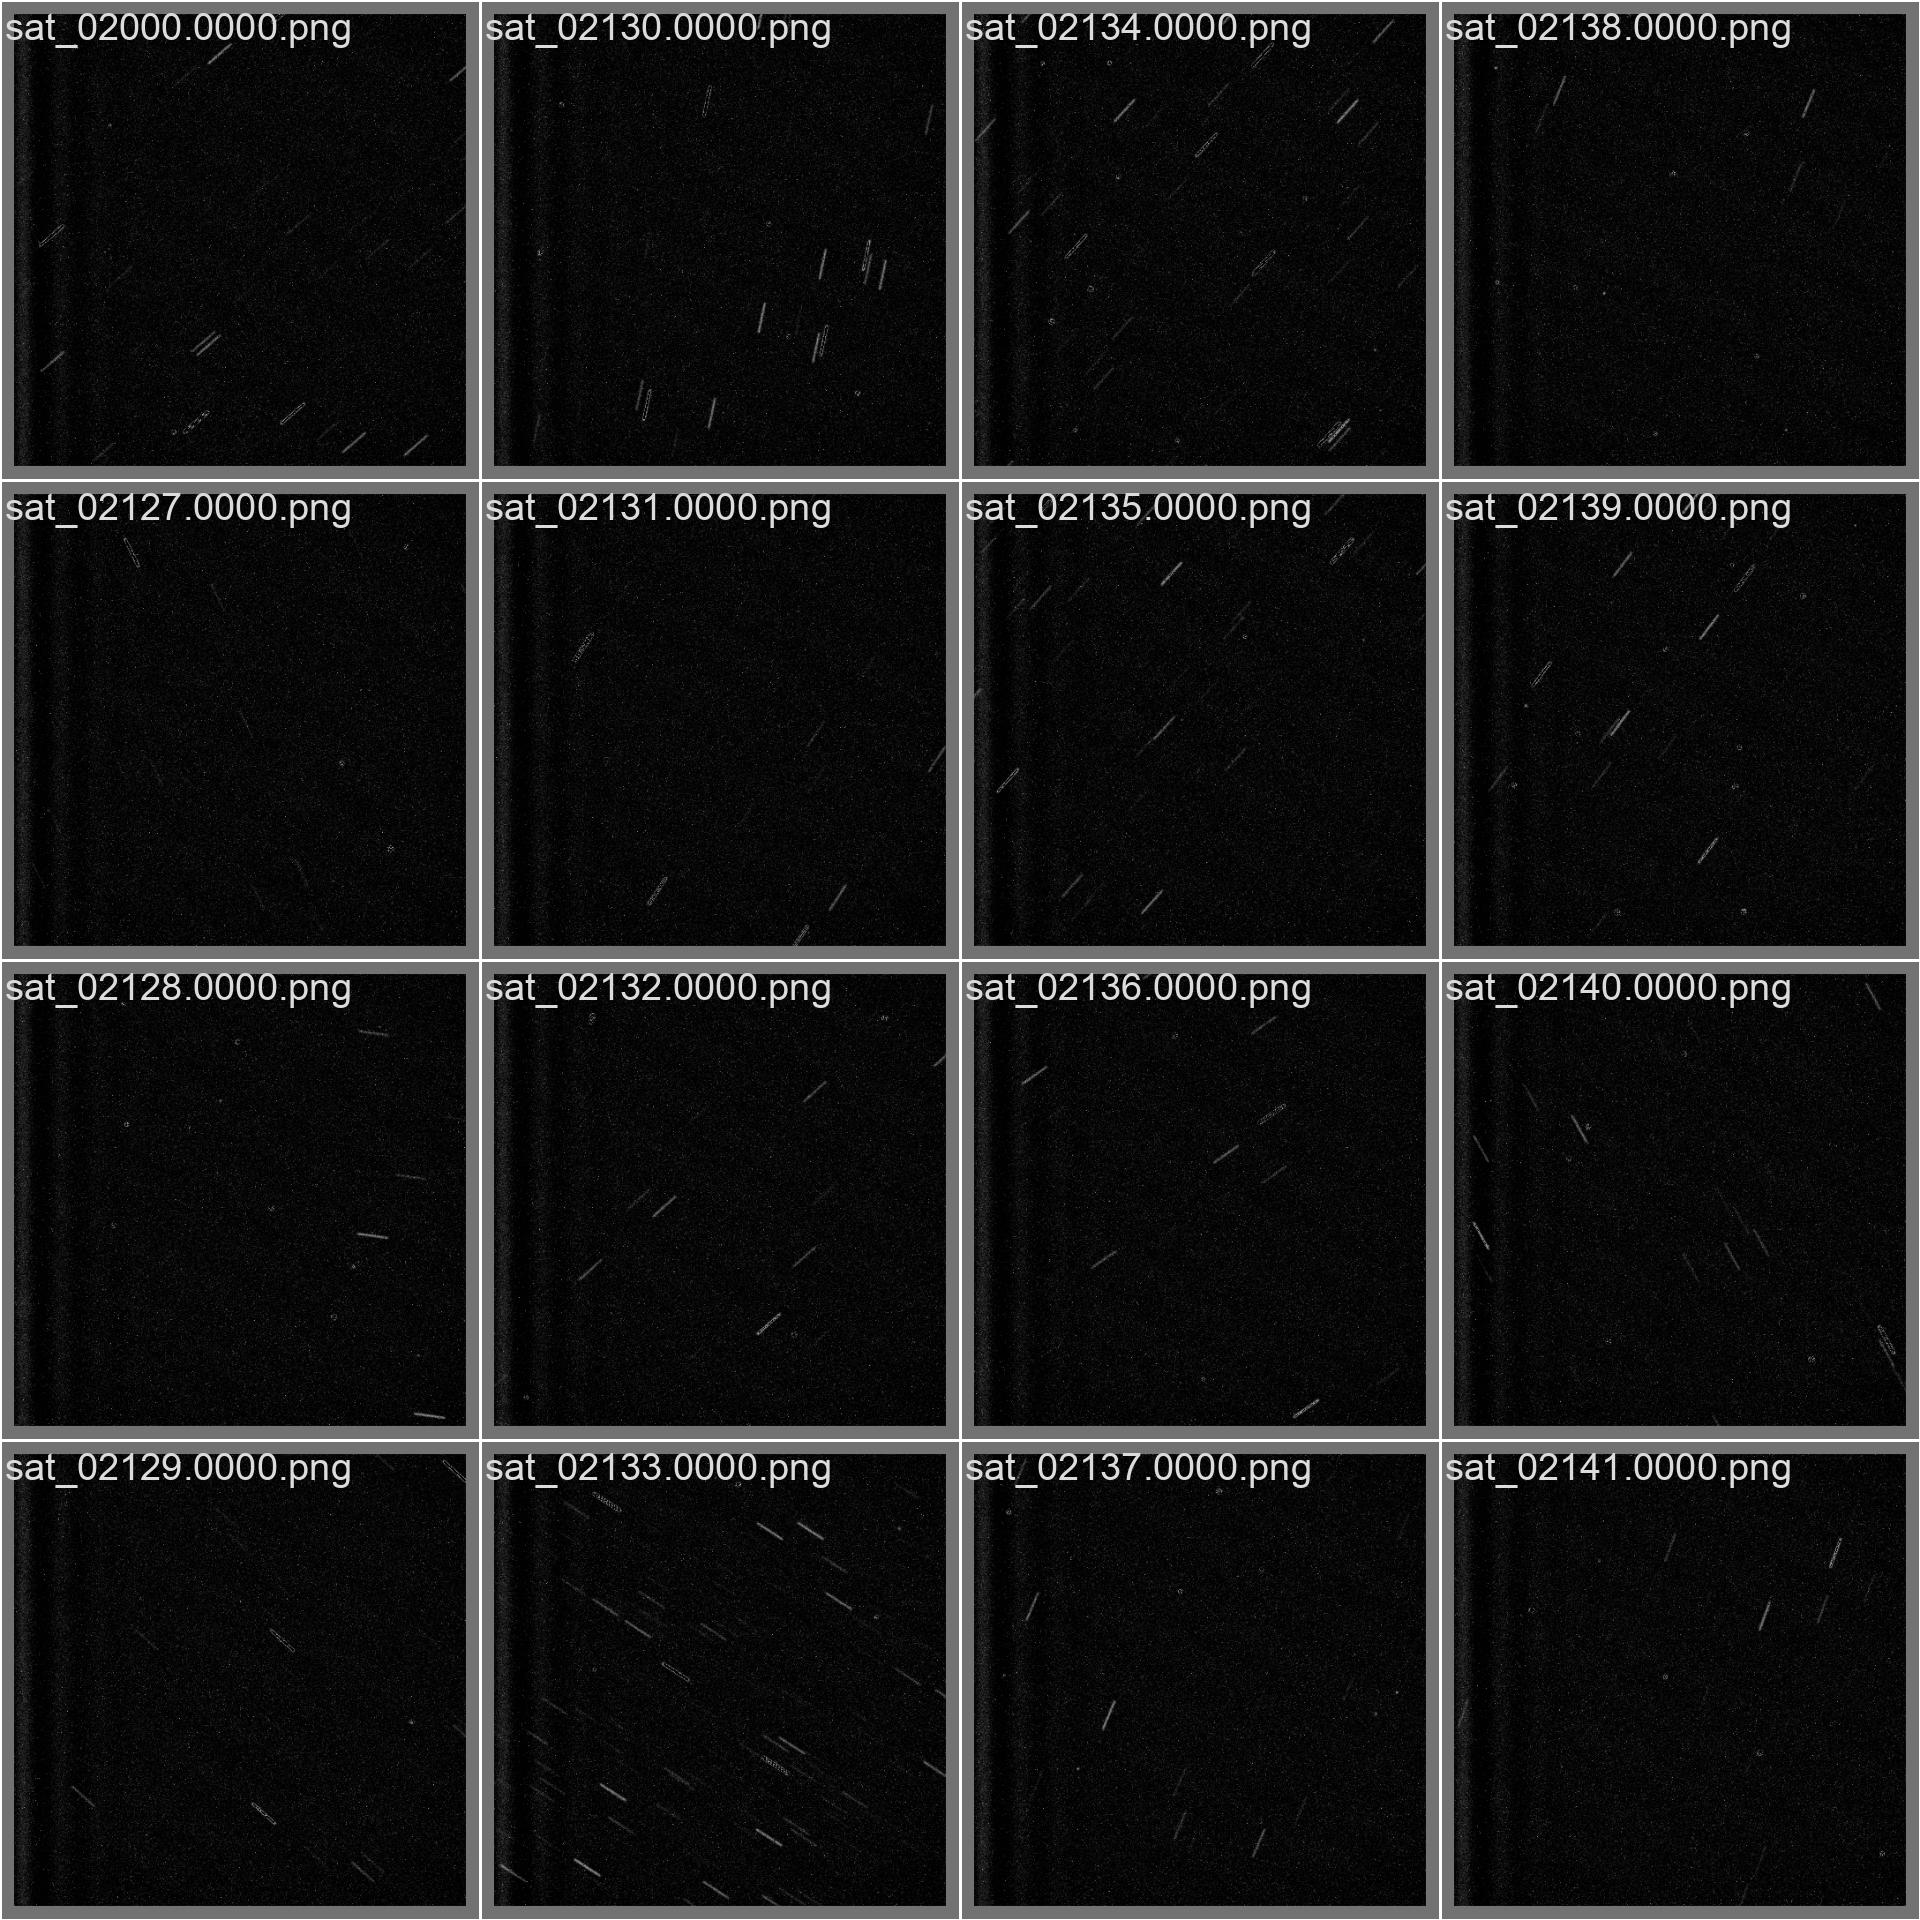 sat_02000.0000.png
sat_02130.0000.png
sat_02134.0000.png
sat_02138.0000.png
sat_02127.0000.png
sat_02131.0000.png
sat_02135.0000.png
sat_02139.0000.png
sat_02128.0000.png
sat_02132.0000.png
sat_02136.0000.png
sat_02140.0000.png
sat_02129.0000.png
sat_02133.0000.png
sat_02137.0000.png
sat_02141.0000.png